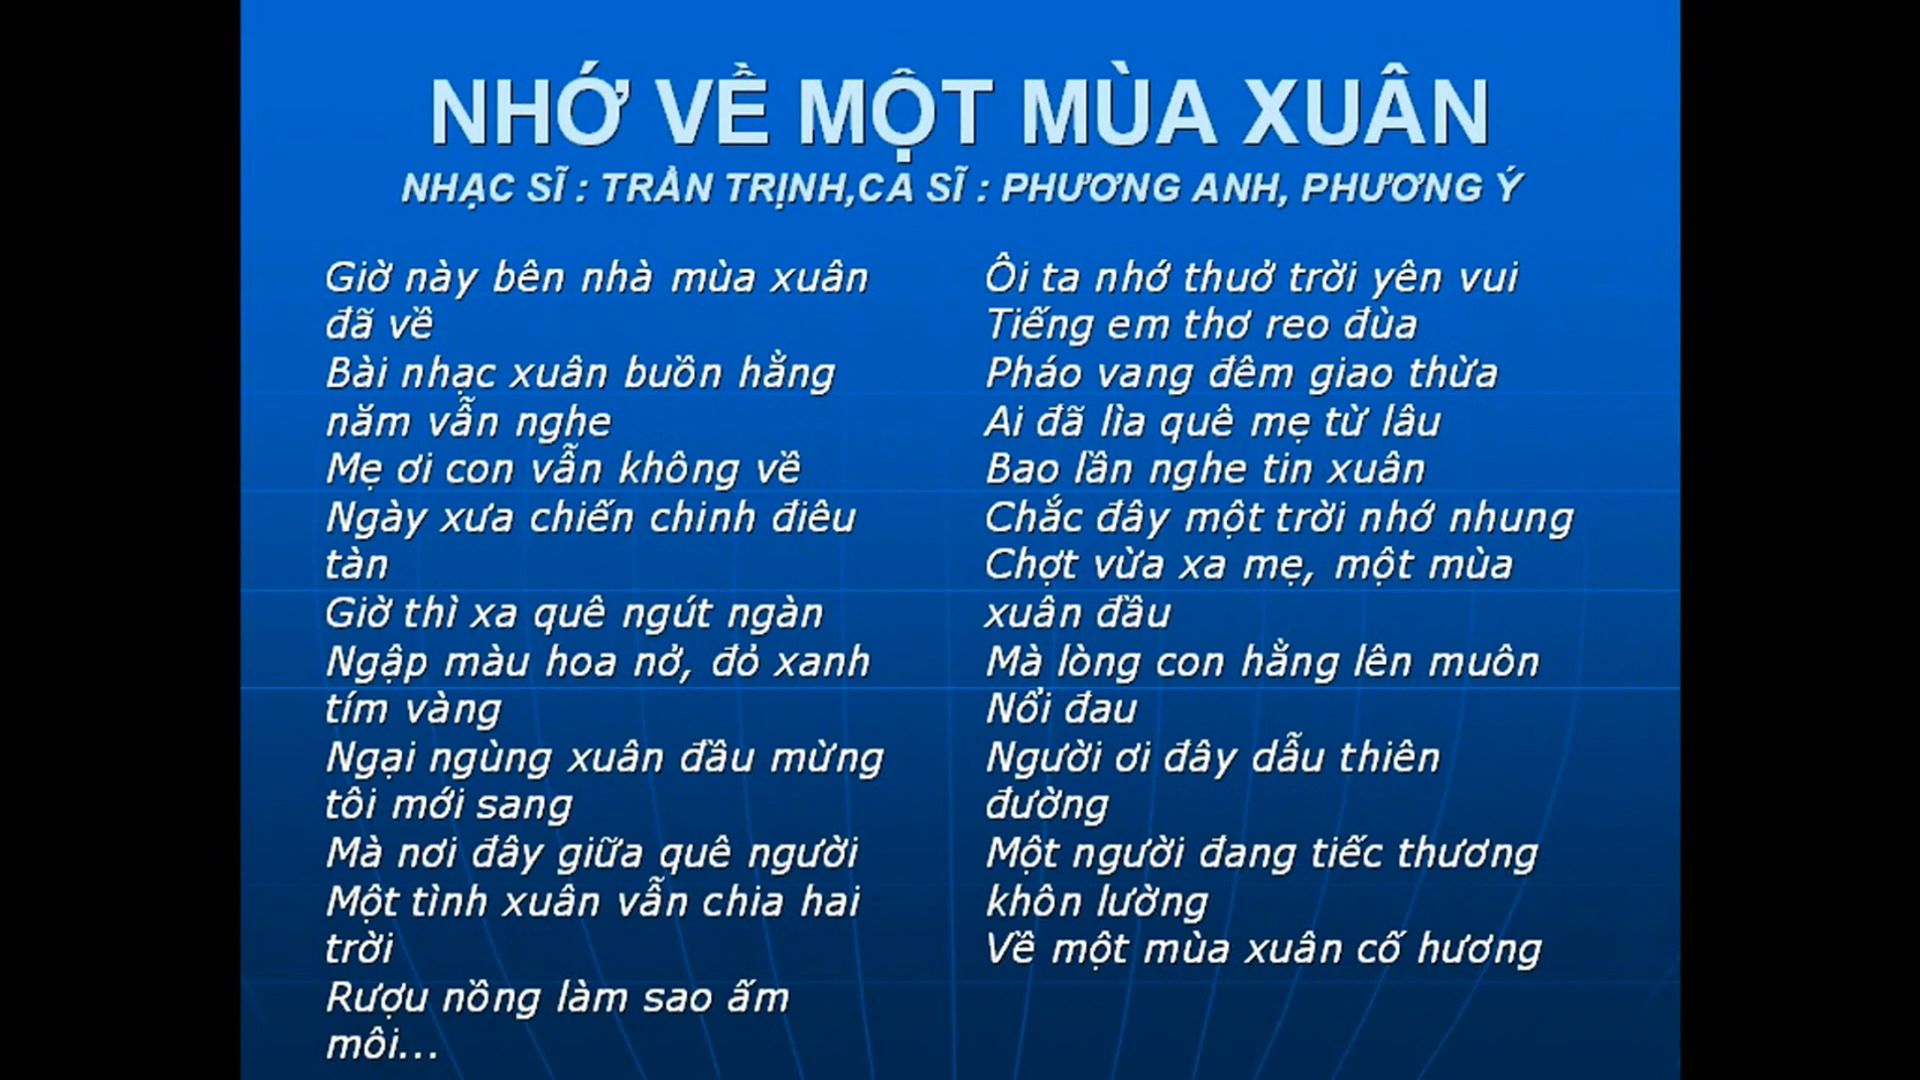 NHỚ VỀ MỘT MÙA XUÂN
NHẠC SĨ : TRẦN TRỊNH,CA SĨ : PHƯƠNG ANH, PHƯƠNG Ý
Giờ này bên nhà mùa xuân
đã về
Bài nhạc xuân buồn hằng
năm vẫn nghe
Mẹ ơi con vẫn không về
Ngày xưa chiến chinh điêu
tàn
Giờ thì xa quê ngút ngàn
Ngập màu hoa nở, đỏ xanh
tím vàng
Ngại ngùng xuân đầu mừng
tôi mới sang
Mà nơi đây giữa quê người
Một tình xuân vẫn chia hai
trời
Rượu nồng làm sao ấm
môi...
Ôi ta nhớ thuở trời yên vui
Tiếng em thơ reo đùa
Pháo vang đêm giao thừa
Ai đã lìa quê mẹ từ lâu
Bao lần nghe tin xuân
Chắc đây một trời nhớ nhung
Chợt vừa xa mẹ, một mùa
xuân đầu
Mà lòng con hằng lên muôn
Nổi đau
Người ơi đây dẫu thiên
đường
Một người đang tiếc thương
khôn lường
Về một mùa xuân cố hương